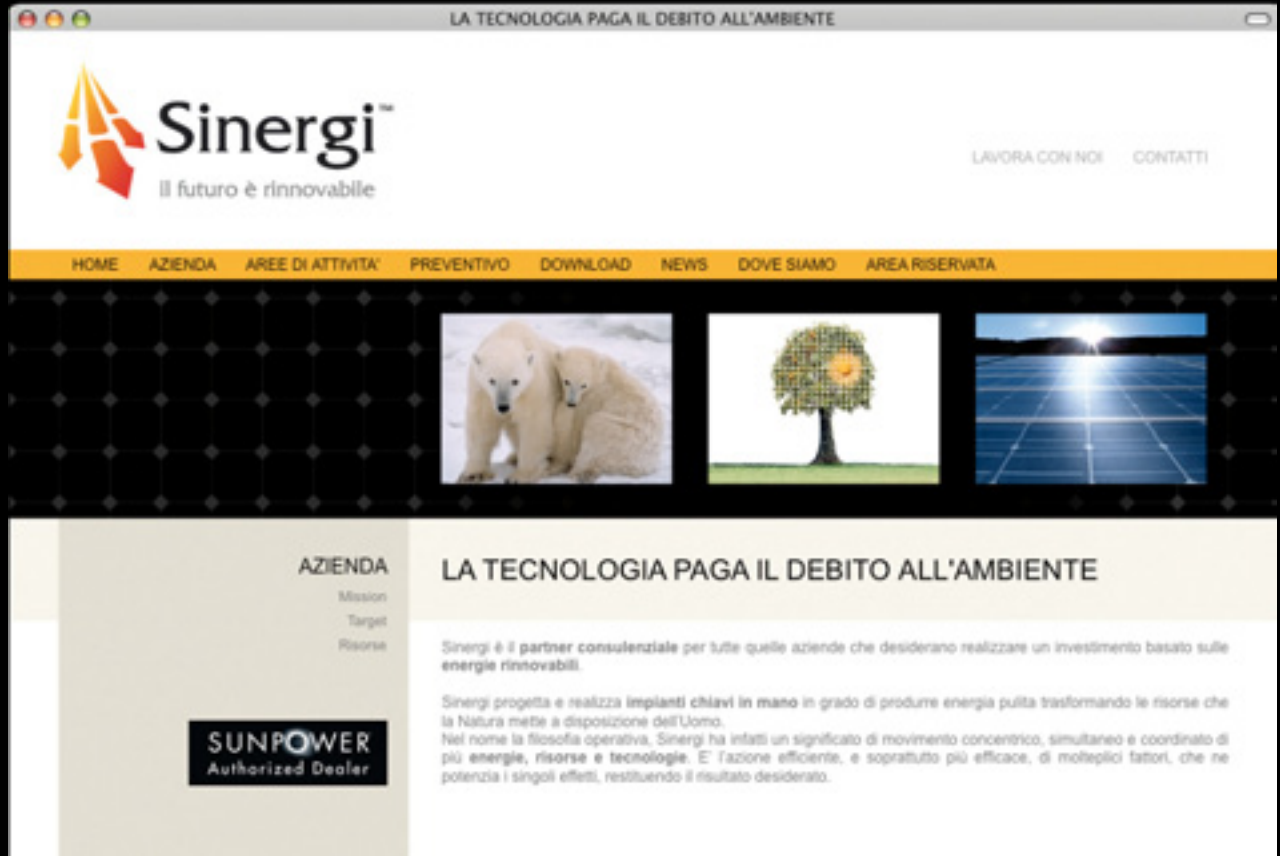 LA TECNOLOGIA PAGA IL DEBITO ALL'AMBIENTE
Sinergi™
il futuro è rinnovabile
LAVORA CON NOI CONTATTI
HOME AZIENDA AREE DI ATTIVITA' PREVENTIVO DOWNLOAD NEWS DOVE SIAMO AREA RISERVATA
AZIENDA
Mission
Target
Risorse
SUNPOWER
Authorized Dealer
LA TECNOLOGIA PAGA IL DEBITO ALL'AMBIENTE
Sinergi è il partner consulenziale per tutte quelle aziende che desiderano realizzare un investimento basato sulle
energie rinnovabili.
Sinergi progetta e realizza impianti chiavi in mano in grado di produrre energia pulita trasformando le risorse che
la Natura mette a disposizione dell'Uomo.
Nel nome la filosofia operativa, Sinergi ha infatti un significato di movimento concentrico, simultaneo e coordinato di
più energie, risorse e tecnologie. E' l'azione efficiente, e soprattutto più efficace, di molteplici fattori, che ne
potenzia i singoli effetti, restituendo il risultato desiderato.